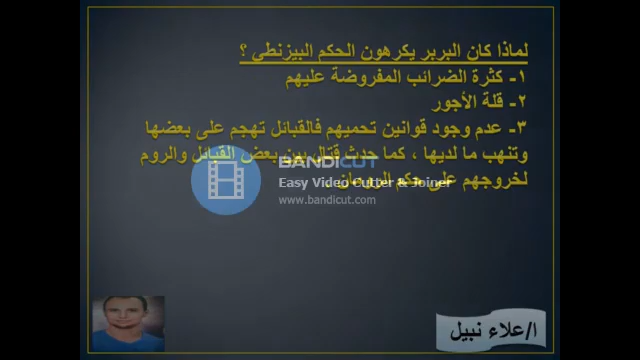 لماذا كان البربر يكرهون الحكم البيزنطى ؟
١- كثرة الضرائب المفروضة عليهم
٢- قلة الأجور
٣- عدم وجود قوانين تحميهم فالقبائل تهجم على بعضها
وتنهب ما لديها ، كما حدث قتال بين بعض القبائل والروم
BANDICUT
لخروجهم على حكم
Easy Video Cutter & Joiner
www.bandicut.com
ا/علاء نبيل